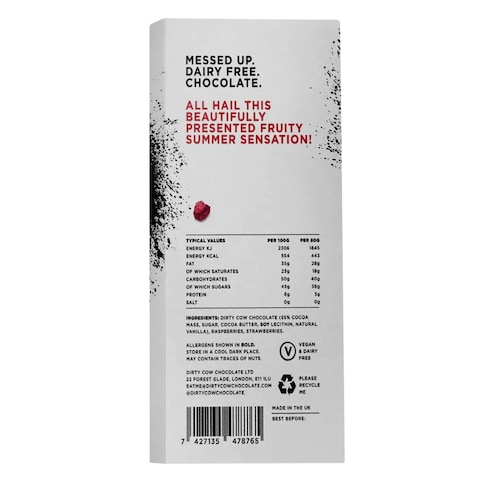 MESSED UP.
DAIRY FREE.
CHOCOLATE.
ALL HAIL THIS
BEAUTIFULLY
PRESENTED FRUITY
SUMMER SENSATION!
TYPICAL VALUES PER 100G PER 80G
ENERGY KJ 2306 1845
ENERGY KCAL 554 443
FAT 35g 28g
OF WHICH SATURATES 23g 18g
CARBOHYDRATES 50g 40g
OF WHICH SUGARS 43g 35g
PROTEIN 6g 5g
SALT 0g 0g
INGREDIENTS: DIRTY COW CHOCOLATE (55% COCOA
MASS, SUGAR, COCOA BUTTER, SOY LECITHIN, NATURAL
VANILLA), RASPBERRIES, STRAWBERRIES.
ALLERGENS SHOWN IN BOLD.
STORE IN A COOL DARK PLACE.
MAY CONTAIN TRACES OF NUTS.
V VEGAN
& DAIRY
FREE
DIRTY COW CHOCOLATE LTD
22 FOREST GLADE, LONDON, E11 1LU
EATME@DIRTYCOWCHOCOLATE.COM
@DIRTYCOWCHOCOLATE
PLEASE
RECYCLE
ME
MADE IN THE UK
BEST BEFORE:
7 427135 478765